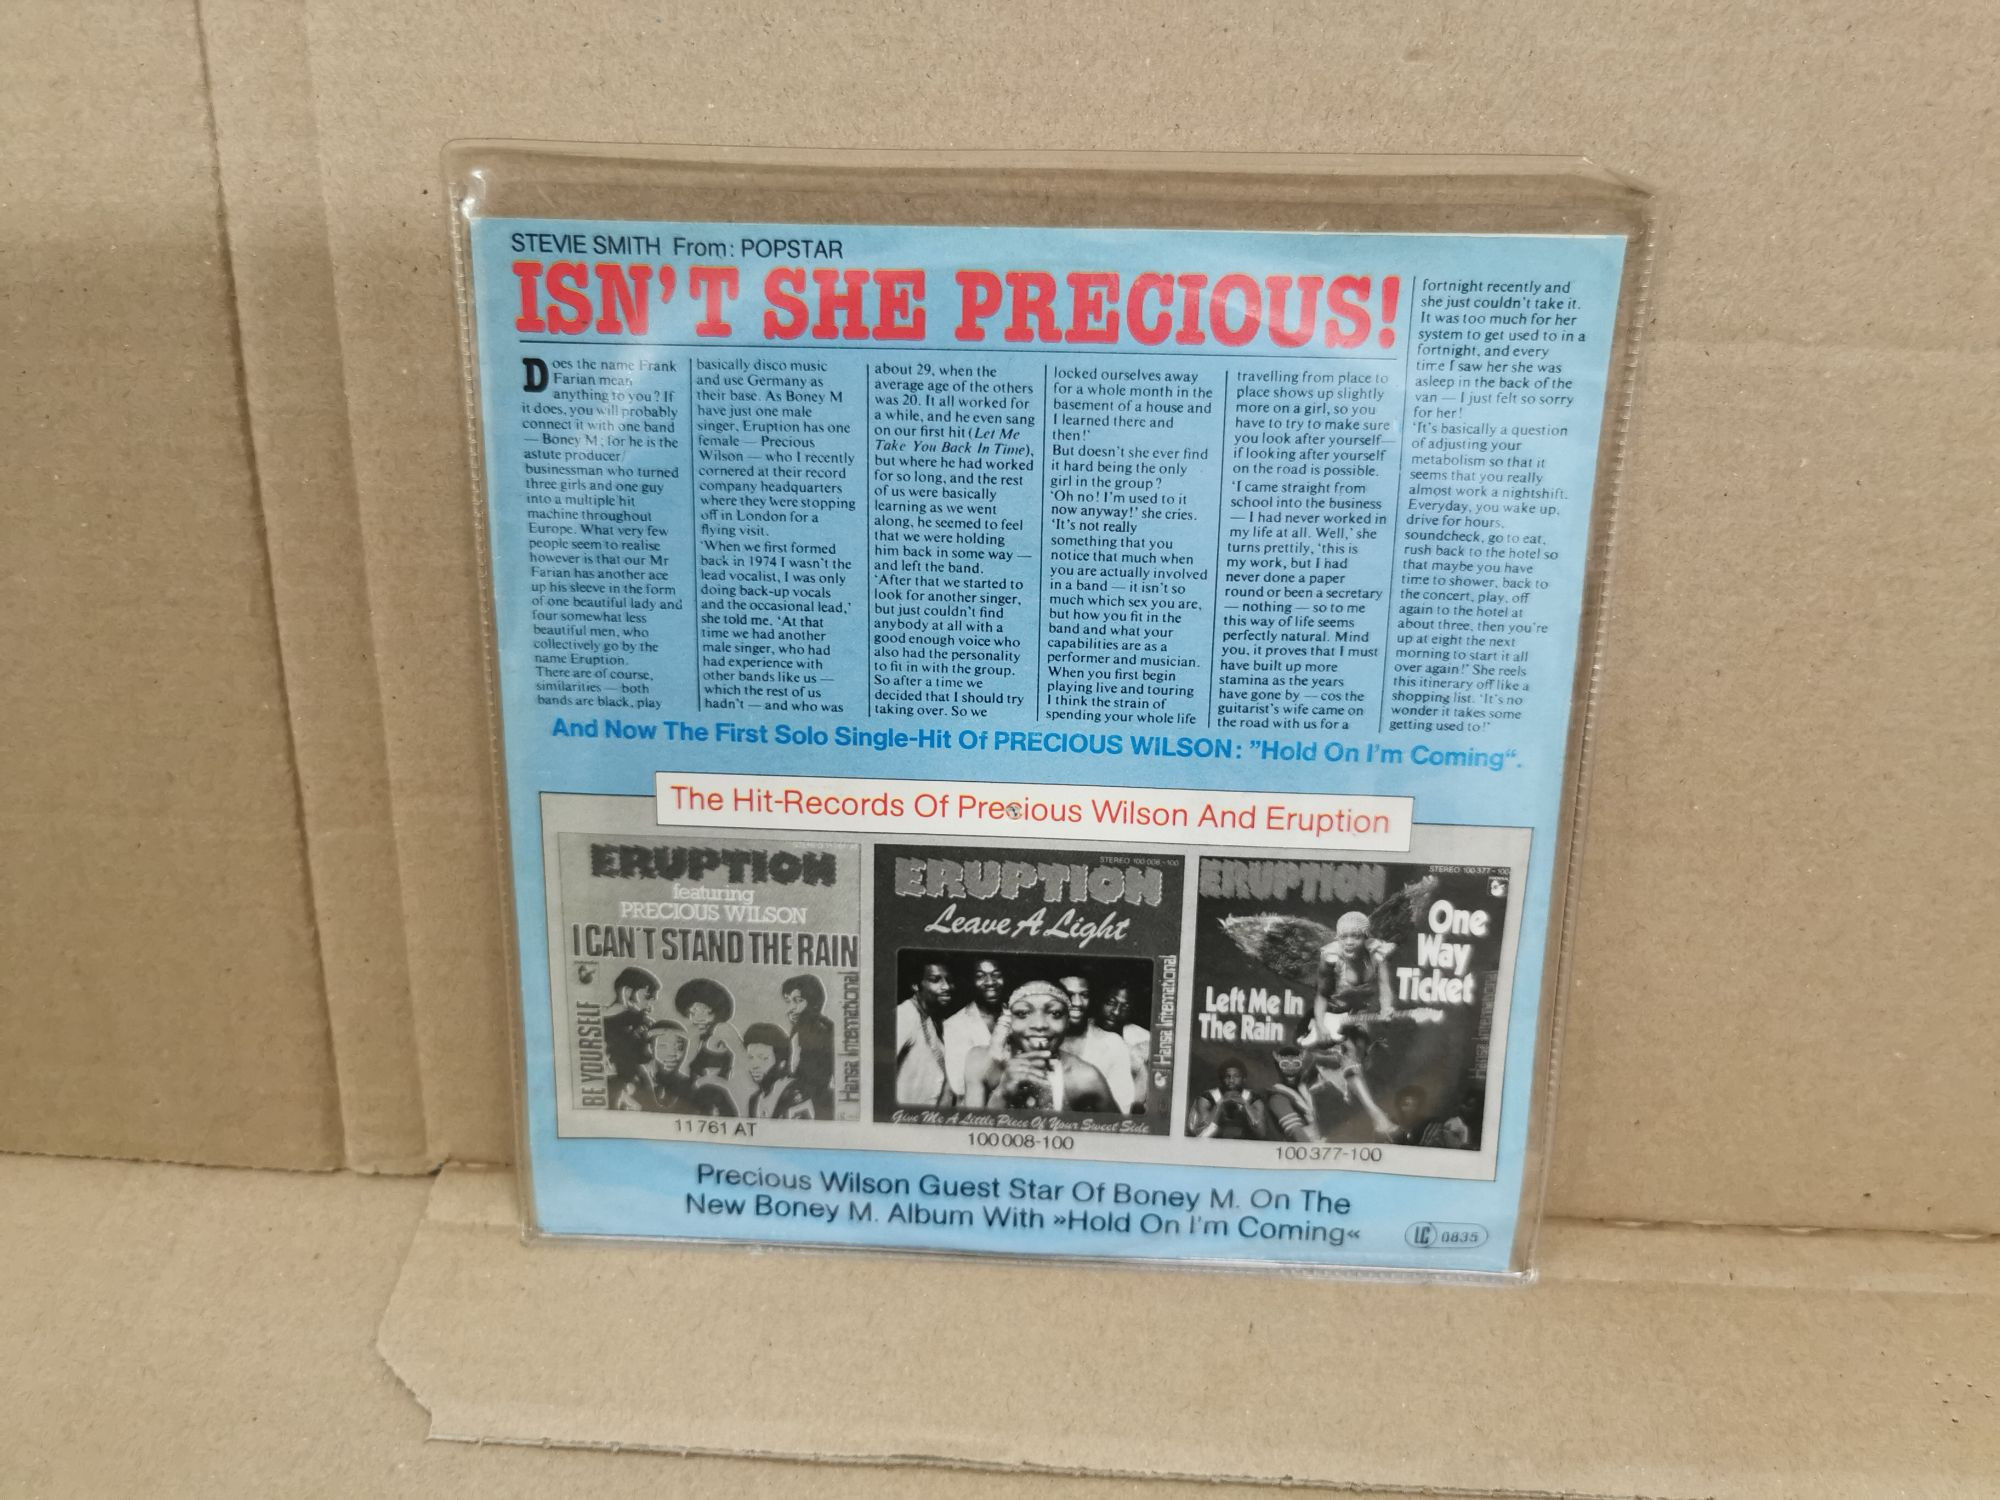 STEVIE SMITH From: POPSTAR
ISN'T SHE PRECIOUS!
Does the name Frank
Farian mean
anything to you? If
it does, you will probably
connect it with one band
— Boney M; for he is the
astute producer/
businessman who turned
three girls and one guy
into a multiple hit
machine throughout
Europe. What very few
people seem to realise
however is that our Mr
Farian has another ace
up his sleeve in the form
of one beautiful lady and
four somewhat less
beautiful men, who
collectively go by the
name Eruption.
There are of course,
similarities — both
bands are black, play
basically disco music
and use Germany as
their base. As Boney M
have just one male
singer, Eruption has one
female — Precious
Wilson — who I recently
cornered at their record
company headquarters
where they were stopping
off in London for a
flying visit.
'When we first formed
back in 1974 I wasn't the
lead vocalist, I was only
doing back-up vocals
and the occasional lead,'
she told me. 'At that
time we had another
male singer, who had
had experience with
other bands like us —
which the rest of us
hadn't — and who was
about 29, when the
average age of the others
was 20. It all worked for
a while, and he even sang
on our first hit (Let Me
Take You Back In Time),
but where he had worked
for so long, and the rest
of us were basically
learning as we went
along, he seemed to feel
that we were holding
him back in some way —
and left the band.
'After that we started to
look for another singer,
but just couldn't find
anybody at all with a
good enough voice who
also had the personality
to fit in with the group.
So after a time we
decided that I should try
taking over. So we
locked ourselves away
for a whole month in the
basement of a house and
I learned there and
then!'
But doesn't she ever find
it hard being the only
girl in the group?
'Oh no! I'm used to it
now anyway!' she cries.
'It's not really
something that you
notice that much when
you are actually involved
in a band — it isn't so
much which sex you are,
but how you fit in the
band and what your
capabilities are as a
performer and musician.
When you first begin
playing live and touring
I think the strain of
spending your whole life
travelling from place to
place shows up slightly
more on a girl, so you
have to try to make sure
you look after yourself—
if looking after yourself
on the road is possible.
'I came straight from
school into the business
— I had never worked in
my life at all. Well,' she
turns prettily, 'this is
my work, but I had
never done a paper
round or been a secretary
— nothing — so to me
this way of life seems
perfectly natural. Mind
you, it proves that I must
have built up more
stamina as the years
have gone by — cos the
guitarist's wife came on
the road with us for a
fortnight recently and
she just couldn't take it.
It was too much for her
system to get used to in a
fortnight, and every
time I saw her she was
asleep in the back of the
van — I just felt so sorry
for her!
'It's basically a question
of adjusting your
metabolism so that it
seems that you really
almost work a nightshift.
Everyday, you wake up,
drive for hours,
soundcheck, go to eat,
rush back to the hotel so
that maybe you have
time to shower, back to
the concert, play, off
again to the hotel at
about three, then you're
up at eight the next
morning to start it all
over again!' She reels
this itinerary off like a
shopping list. 'It's no
wonder it takes some
getting used to!'
And Now The First Solo Single-Hit Of PRECIOUS WILSON: "Hold On I'm Coming".
The Hit-Records Of Precious Wilson And Eruption
ERUPTION
featuring
PRECIOUS WILSON
I CAN'T STAND THE RAIN
BE YOURSELF
Hansa International
11 761 AT
STEREO 100 008-100
ERUPTION
Leave A Light
Hansa International
Give Me A Little Piece Of Your Sweet Side
100 008-100
STEREO 100 377-100
ERUPTION
One
Way
Ticket
Left Me In
The Rain
Hansa International
100 377-100
Precious Wilson Guest Star Of Boney M. On The
New Boney M. Album With »Hold On I'm Coming«
LC 0835